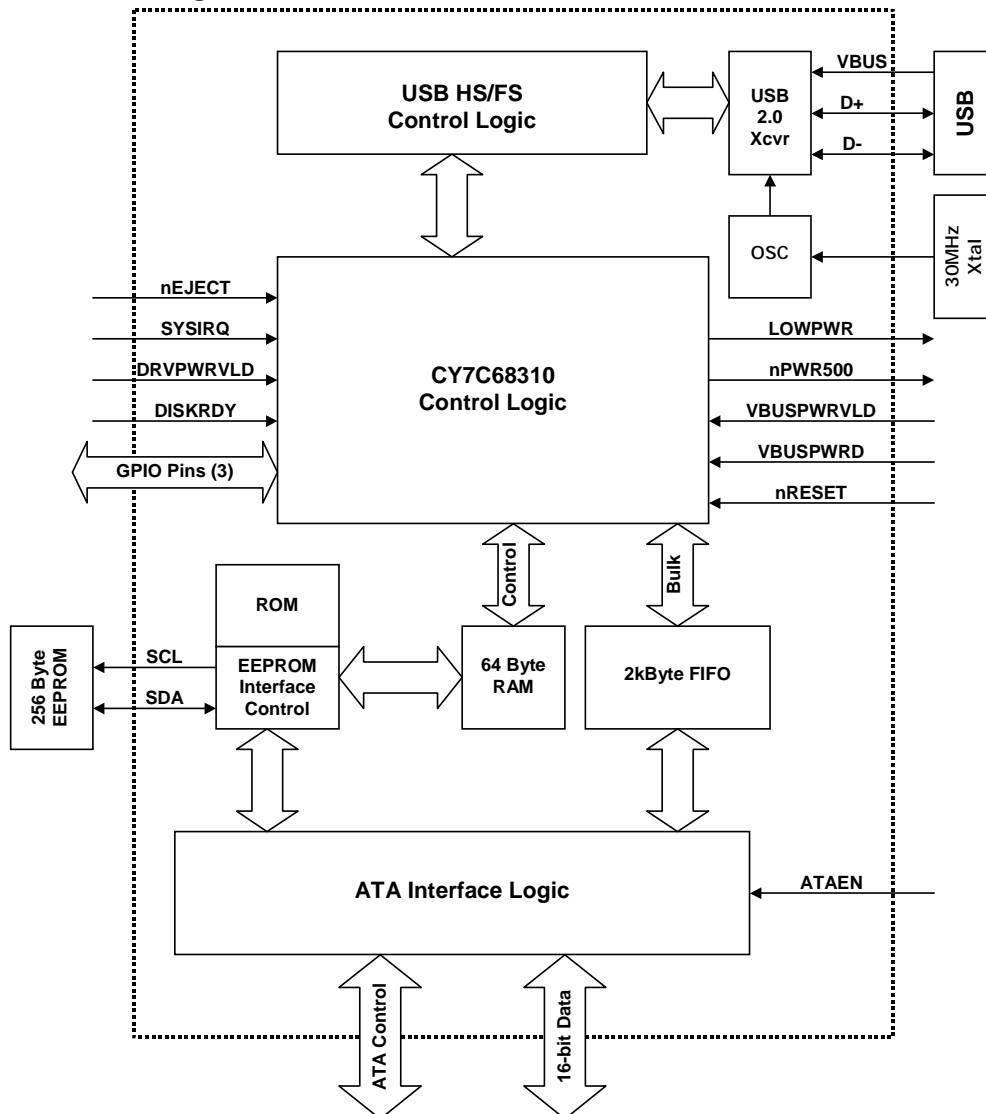 VBUS
USB HS/FS
Control Logic
USB
2.0
Xcvr
D+
D-
USB
OSC
30MHz
Xtal
nEJECT
SYSIRQ
DRVPWRVLD
DISKRDY
GPIO Pins (3)
CY7C68310
Control Logic
LOWPWR
nPWR500
VBUSPWRVLD
VBUSPWRD
nRESET
Control
Bulk
ROM
EEPROM
Interface
Control
SCL
SDA
256 Byte
EEPROM
64 Byte
RAM
2kByte FIFO
ATA Interface Logic
ATAEN
ATA Control
16-bit Data